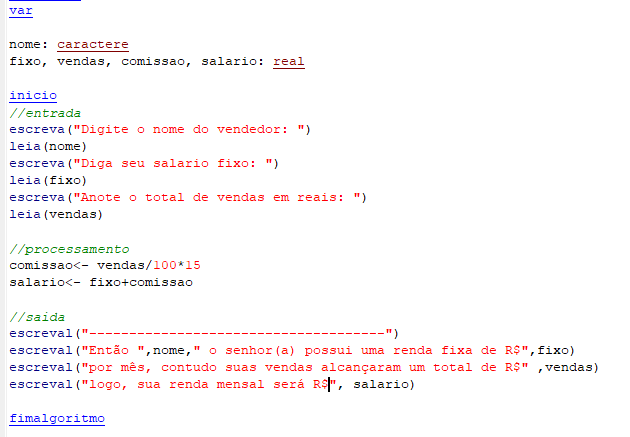 var
nome: caractere
fixo, vendas, comissao, salario: real
inicio
//entrada
escreva("Digite o nome do vendedor: ")
leia(nome)
escreva("Diga seu salario fixo: ")
leia(fixo)
escreva("Anote o total de vendas em reais: ")
leia(vendas)
//processamento
comissao<- vendas/100*15
salario<- fixo+comissao
//saida
escreval("-------------------------------------")
escreval("Então ",nome," o senhor(a) possui uma renda fixa de R$",fixo)
escreval("por mês, contudo suas vendas alcançaram um total de R$" ,vendas)
escreval("logo, sua renda mensal será R$", salario)
fimalgoritmo